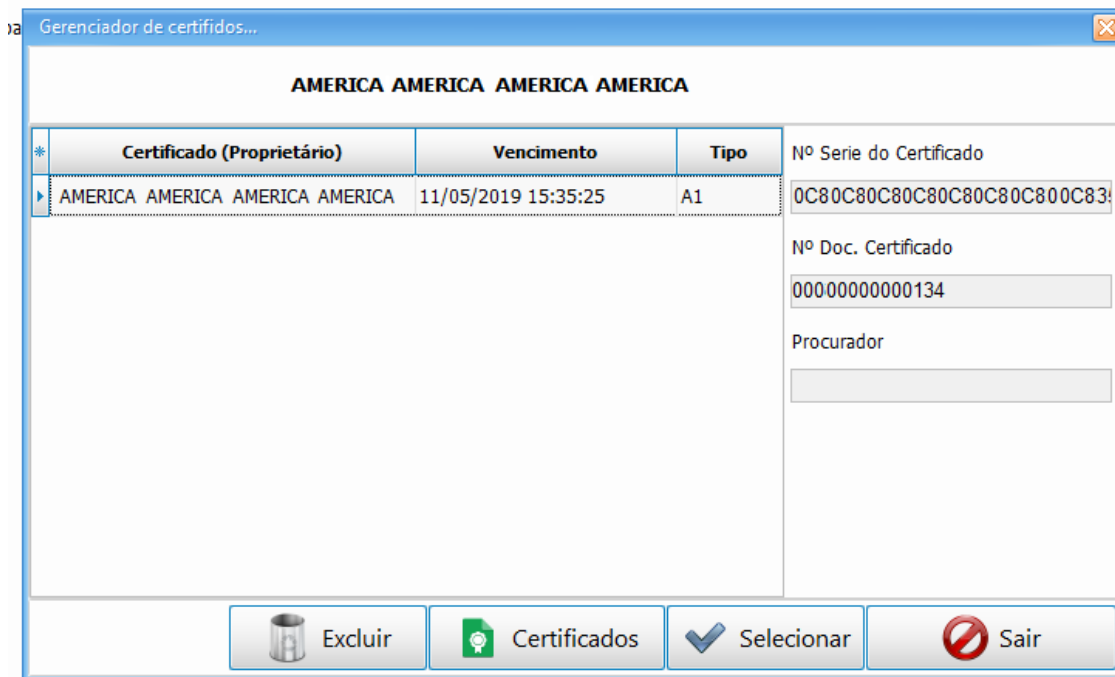 Gerenciador de certifidos...
AMERICA AMERICA AMERICA AMERICA
Certificado (Proprietário) Vencimento Tipo
AMERICA AMERICA AMERICA AMERICA 11/05/2019 15:35:25 A1
Nº Serie do Certificado
Nº Doc. Certificado
00000000000134
Procurador
Excluir Certificados Selecionar Sair